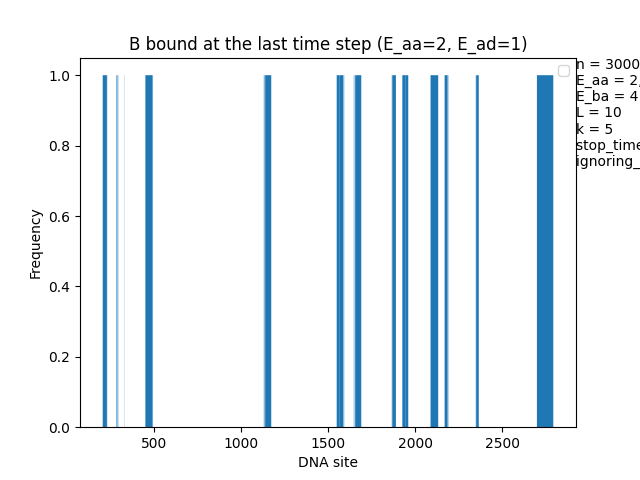 B bound at the last time step (E_aa=2, E_ad=1)
n = 3000
E_aa = 2,
E_ba = 4
L = 10
k = 5
stop_time
ignoring_
1.0
0.8
0.6
0.4
0.2
0.0
Frequency
500
1000
1500
2000
2500
DNA site